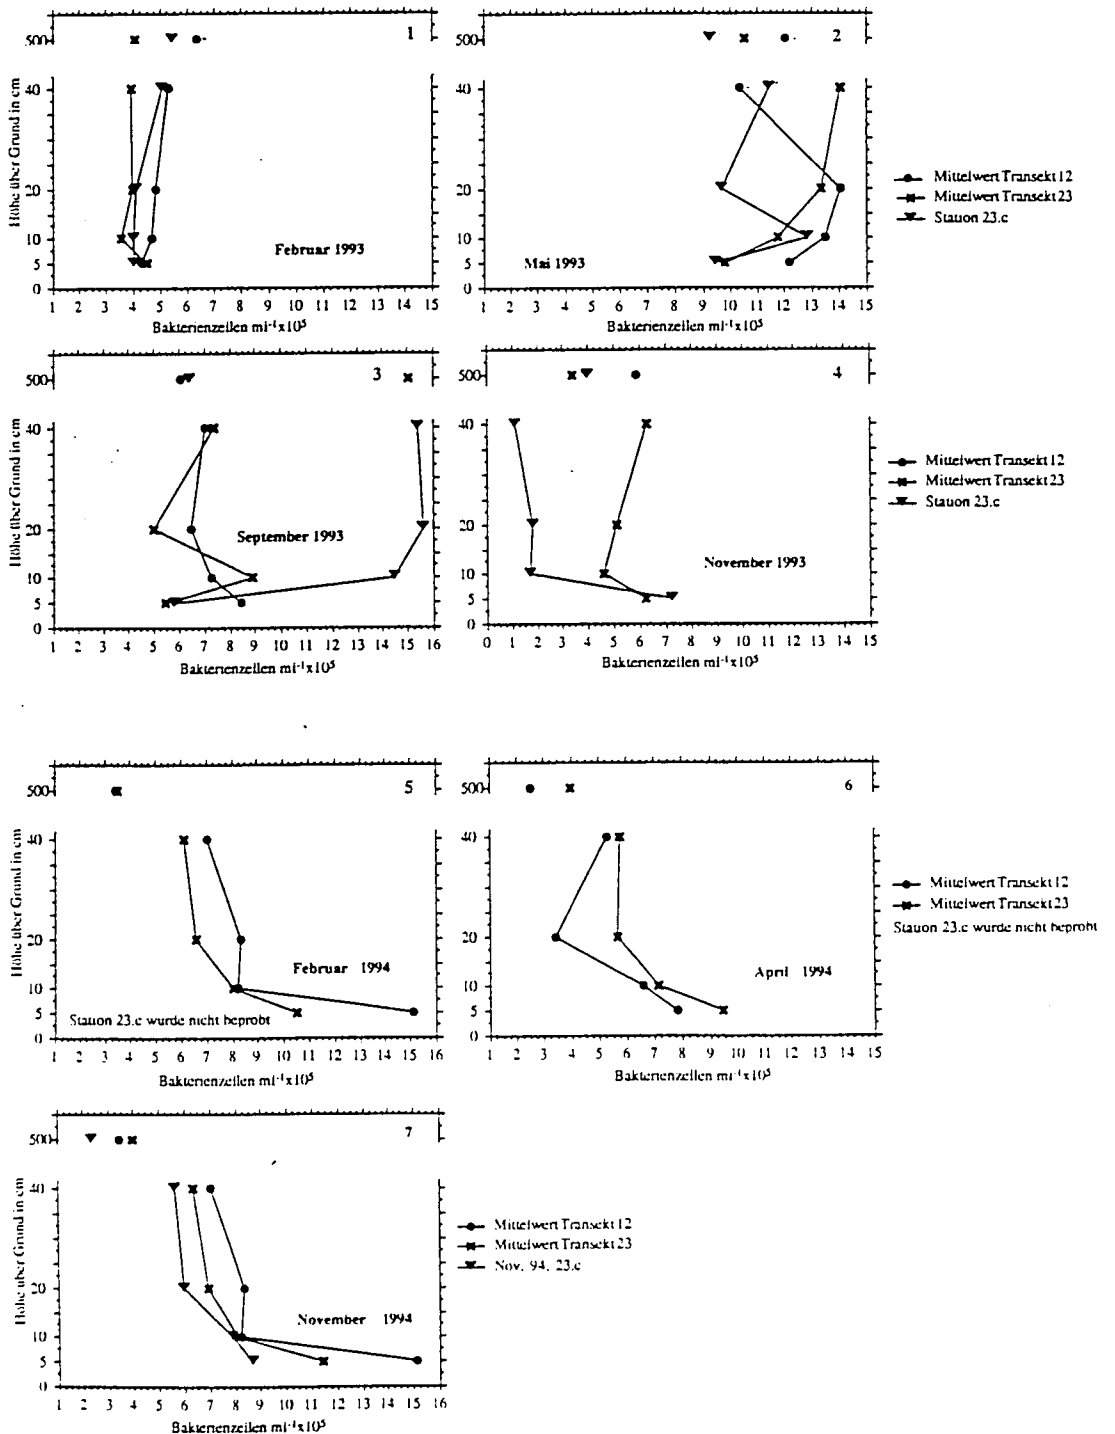 500 1
500 2
Höhe über Grund in cm
40
20
10
5
0
Februar 1993
1 2 3 4 5 6 7 8 9 10 11 12 13 14 15
Bakterienzellen ml⁻¹x10⁵
40
20
10
5
0
Mai 1993
1 2 3 4 5 6 7 8 9 10 11 12 13 14 15
Bakterienzellen ml⁻¹x10⁵
Mittelwert Transekt 12
Mittelwert Transekt 23
Station 23.c
500 3
500 4
Höhe über Grund in cm
40
20
10
5
0
September 1993
1 2 3 4 5 6 7 8 9 10 11 12 13 14 15 16
Bakterienzellen ml⁻¹x10⁵
40
20
10
5
0
November 1993
0 1 2 3 4 5 6 7 8 9 10 11 12 13 14 15
Bakterienzellen ml⁻¹x10⁵
Mittelwert Transekt 12
Mittelwert Transekt 23
Station 23.c
500 5
500 6
Höhe über Grund in cm
40
20
10
5
0
Februar 1994
Station 23.c wurde nicht beprobt
1 2 3 4 5 6 7 8 9 10 11 12 13 14 15 16
Bakterienzellen ml⁻¹x10⁵
40
20
10
5
0
April 1994
1 2 3 4 5 6 7 8 9 10 11 12 13 14 15
Bakterienzellen ml⁻¹x10⁵
Mittelwert Transekt 12
Mittelwert Transekt 23
Station 23.c wurde nicht beprobt
500 7
Höhe über Grund in cm
40
20
10
5
0
November 1994
1 2 3 4 5 6 7 8 9 10 11 12 13 14 15 16
Bakterienzellen ml⁻¹x10⁵
Mittelwert Transekt 12
Mittelwert Transekt 23
Nov. 94, 23.c